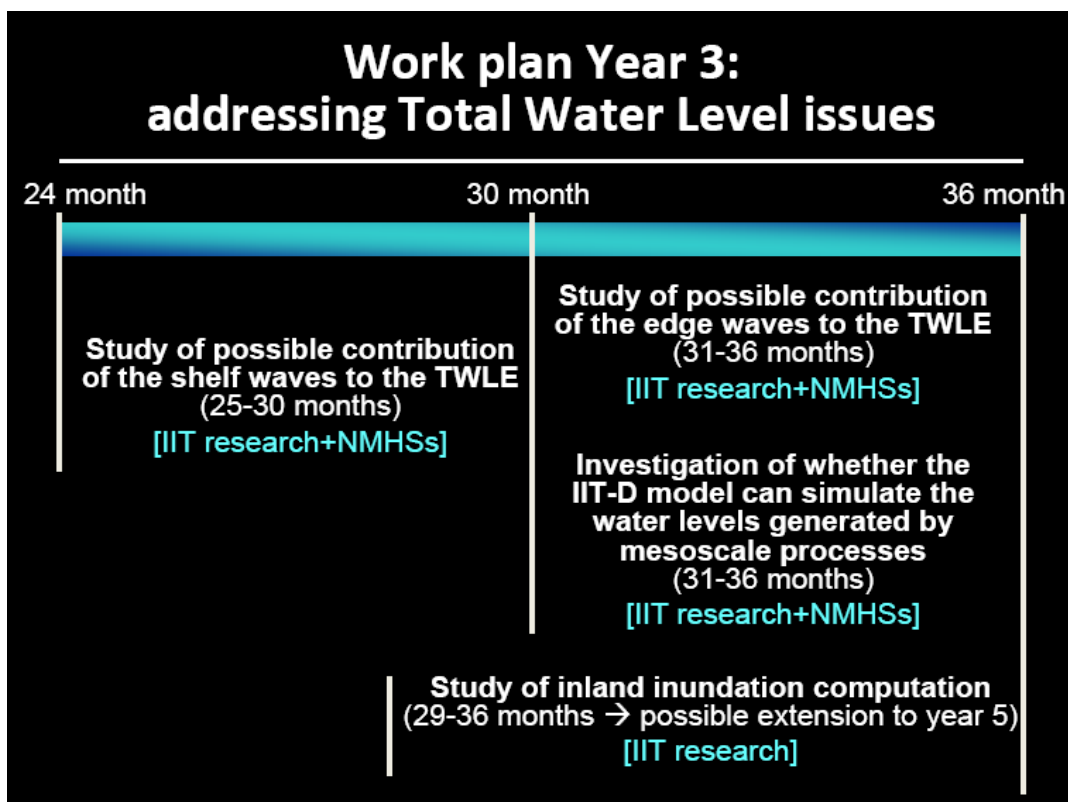 Work plan Year 3:
addressing Total Water Level issues
24 month
30 month
36 month
Study of possible contribution
of the shelf waves to the TWLE
(25-30 months)
[IIT research+NMHSs]
Study of possible contribution
of the edge waves to the TWLE
(31-36 months)
[IIT research+NMHSs]
Investigation of whether the
IIT-D model can simulate the
water levels generated by
mesoscale processes
(31-36 months)
[IIT research+NMHSs]
Study of inland inundation computation
(29-36 months → possible extension to year 5)
[IIT research]